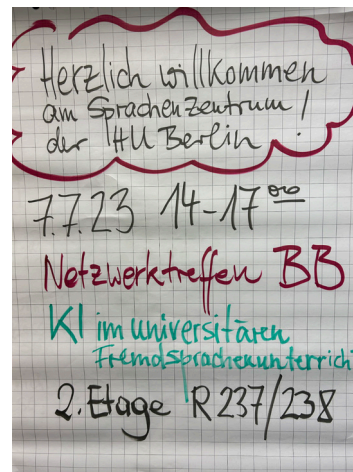 Herzlich willkommen
am Sprachenzentrum!
der HU Berlin
7.7.23 14-17⁰⁰
Netzwerktreffen BB
KI im universitären
Fremdsprachenunterrich
2. Etage R 237/238